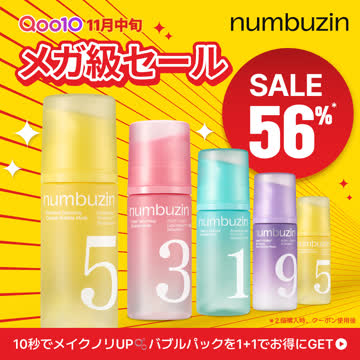 Qoo10 11月中旬
numbuzin
メガ級セール
SALE
56%*
numbuzin
5
numbuzin
3
numbuzin
1
numbuzin
9
numbuzin
5
*2個購入時、クーポン使用後
10秒でメイクノリUP🫧バブルパックを1+1でお得にGET